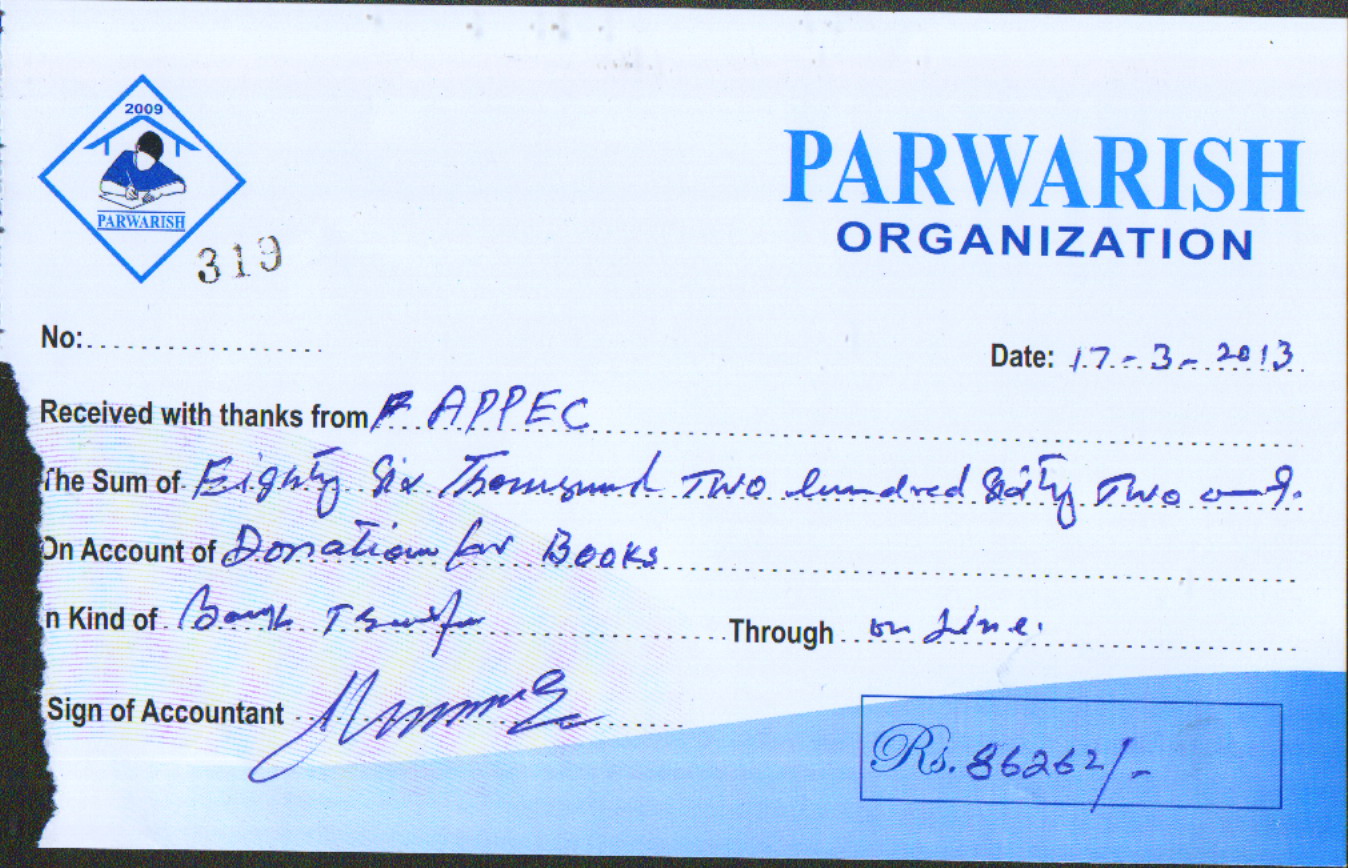 2009
PARWARISH
319
PARWARISH
ORGANIZATION
No:
Date: 17-3-2013
Received with thanks from APPEC
The Sum of Eighty Six Thousand Two hundred Sixty Two only.
On Account of Donation for Books
n Kind of Bank Transfer Through on Line.
Sign of Accountant
Rs. 86262/-